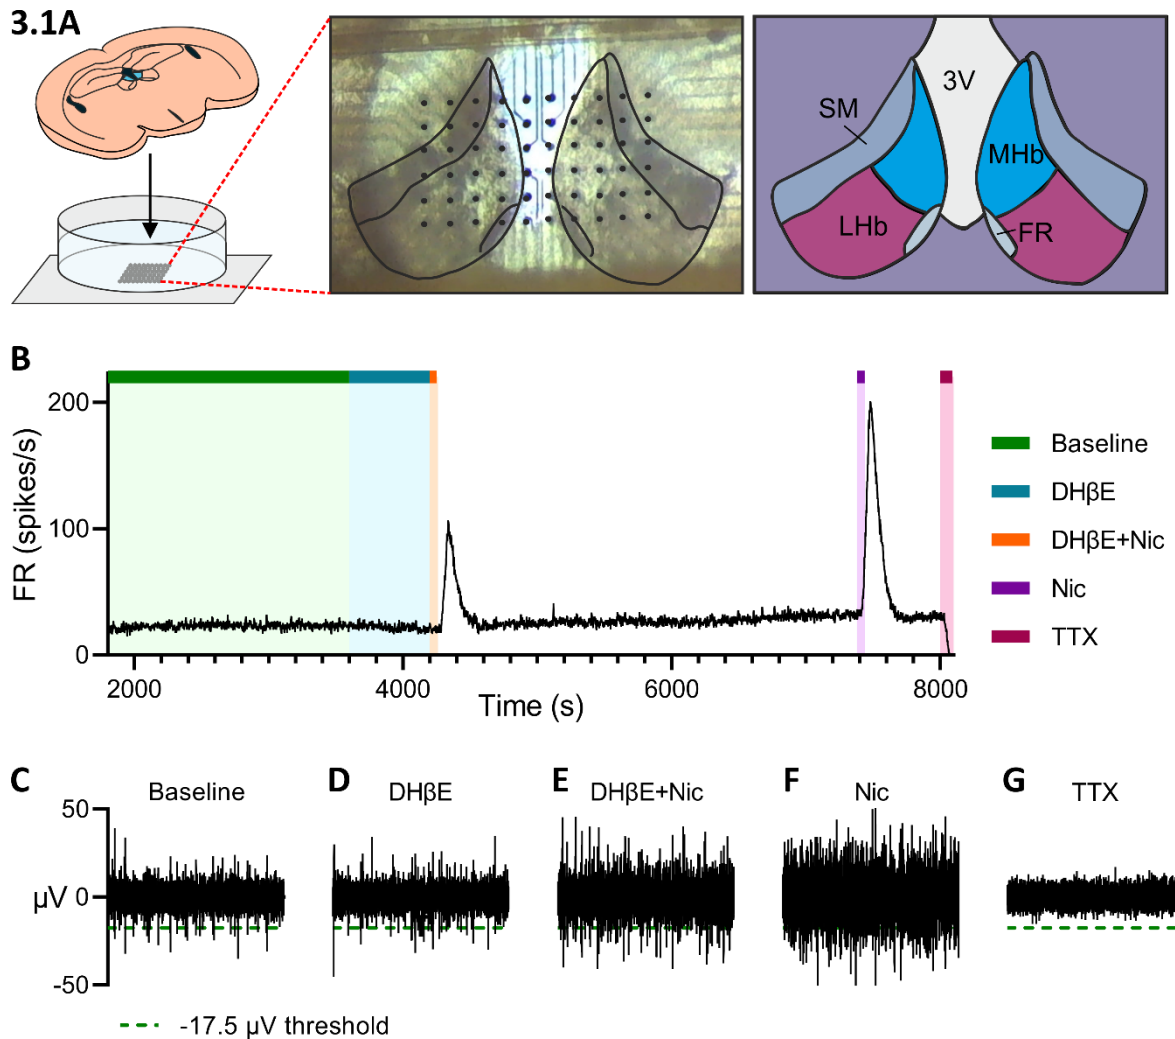 3.1A
3V
SM
MHb
LHb
FR
B
FR (spikes/s)
200
100
0
2000
4000
6000
8000
Time (s)
Baseline
DHβE
DHβE+Nic
Nic
TTX
C
Baseline
D
DHβE
E
DHβE+Nic
F
Nic
G
TTX
50
µV 0
-50
-17.5 µV threshold